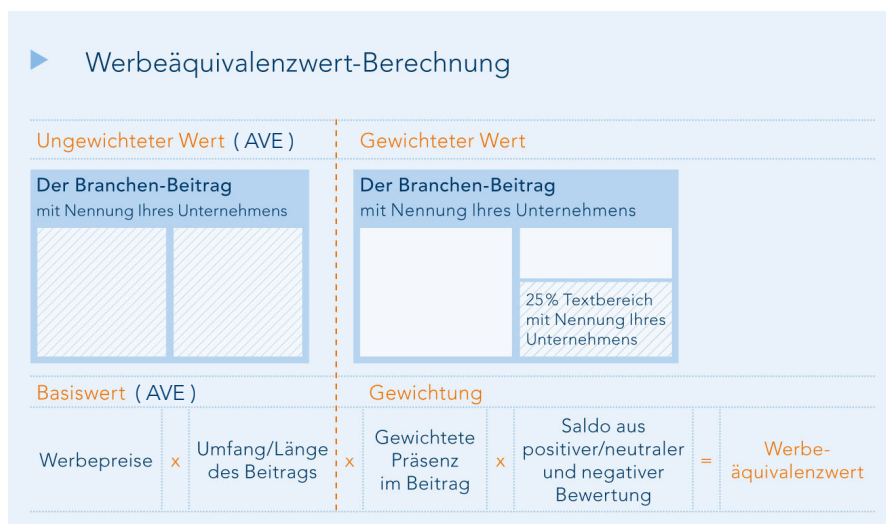 Werbeäquivalenzwert-Berechnung
Ungewichteter Wert ( AVE )
Gewichteter Wert
Der Branchen-Beitrag
mit Nennung Ihres Unternehmens
Der Branchen-Beitrag
mit Nennung Ihres Unternehmens
25% Textbereich
mit Nennung Ihres
Unternehmens
Basiswert ( AVE )
Gewichtung
Werbepreise
x
Umfang/Länge
des Beitrags
x
Gewichtete
Präsenz
im Beitrag
x
Saldo aus
positiver/neutraler
und negativer
Bewertung
=
Werbe-
äquivalenzwert